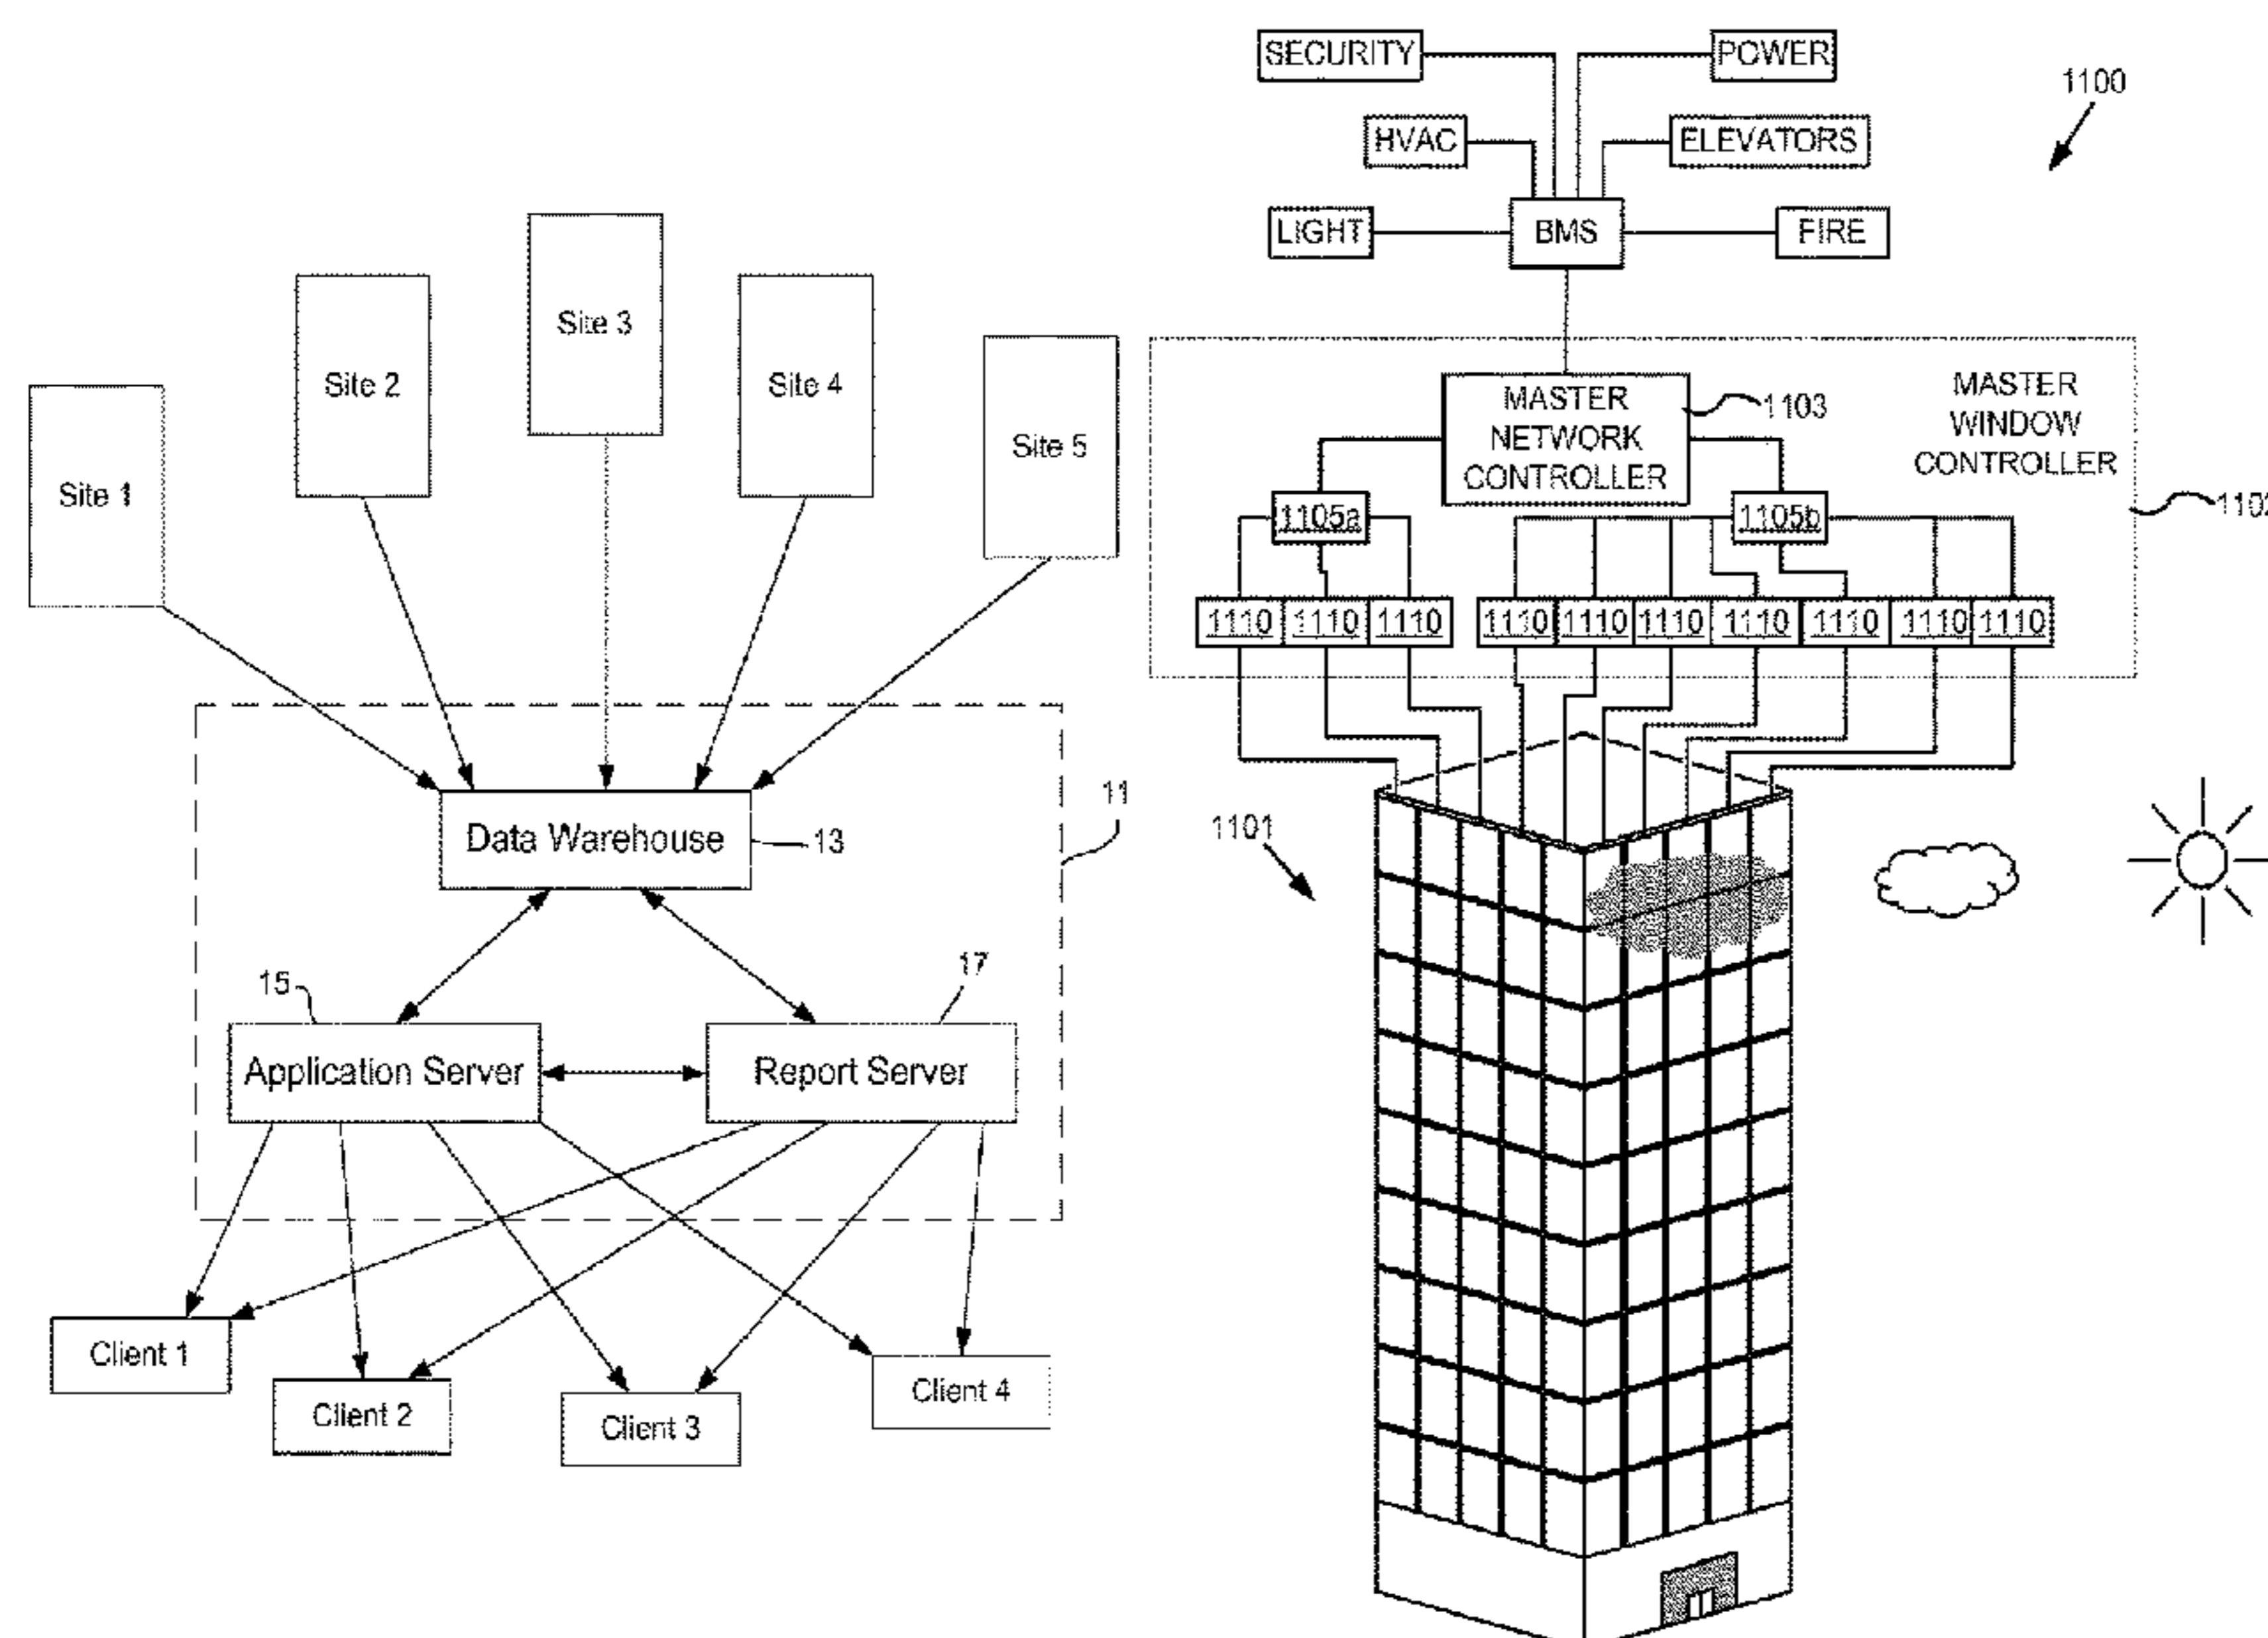 Site 1
Site 2
Site 3
Site 4
Site 5
Data Warehouse
13
11
15
17
Application Server
Report Server
Client 1
Client 2
Client 3
Client 4
SECURITY
POWER
1100
HVAC
ELEVATORS
LIGHT
BMS
FIRE
MASTER
NETWORK
CONTROLLER
1103
MASTER
WINDOW
CONTROLLER
1102
1105a
1105b
1110 1110 1110
1110 1110 1110 1110 1110 1110 1110
1101